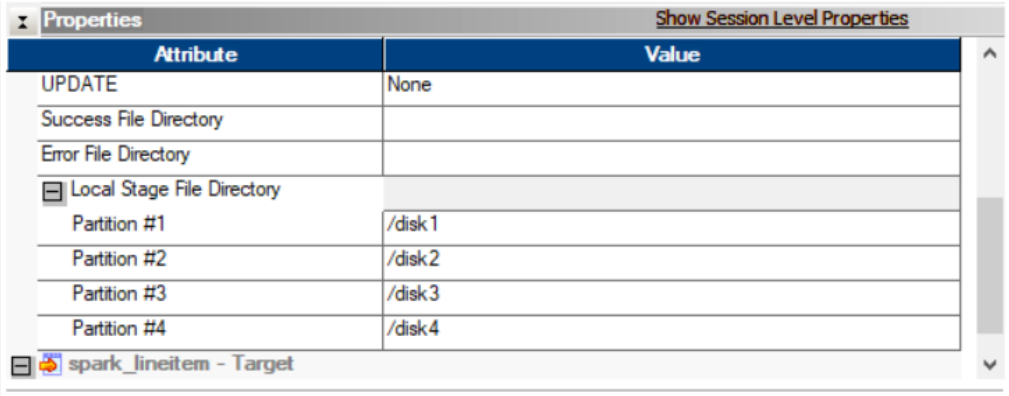 Properties Show Session Level Properties
Attribute Value
UPDATE None
Success File Directory
Error File Directory
Local Stage File Directory
Partition #1 /disk1
Partition #2 /disk2
Partition #3 /disk3
Partition #4 /disk4
spark_lineitem - Target